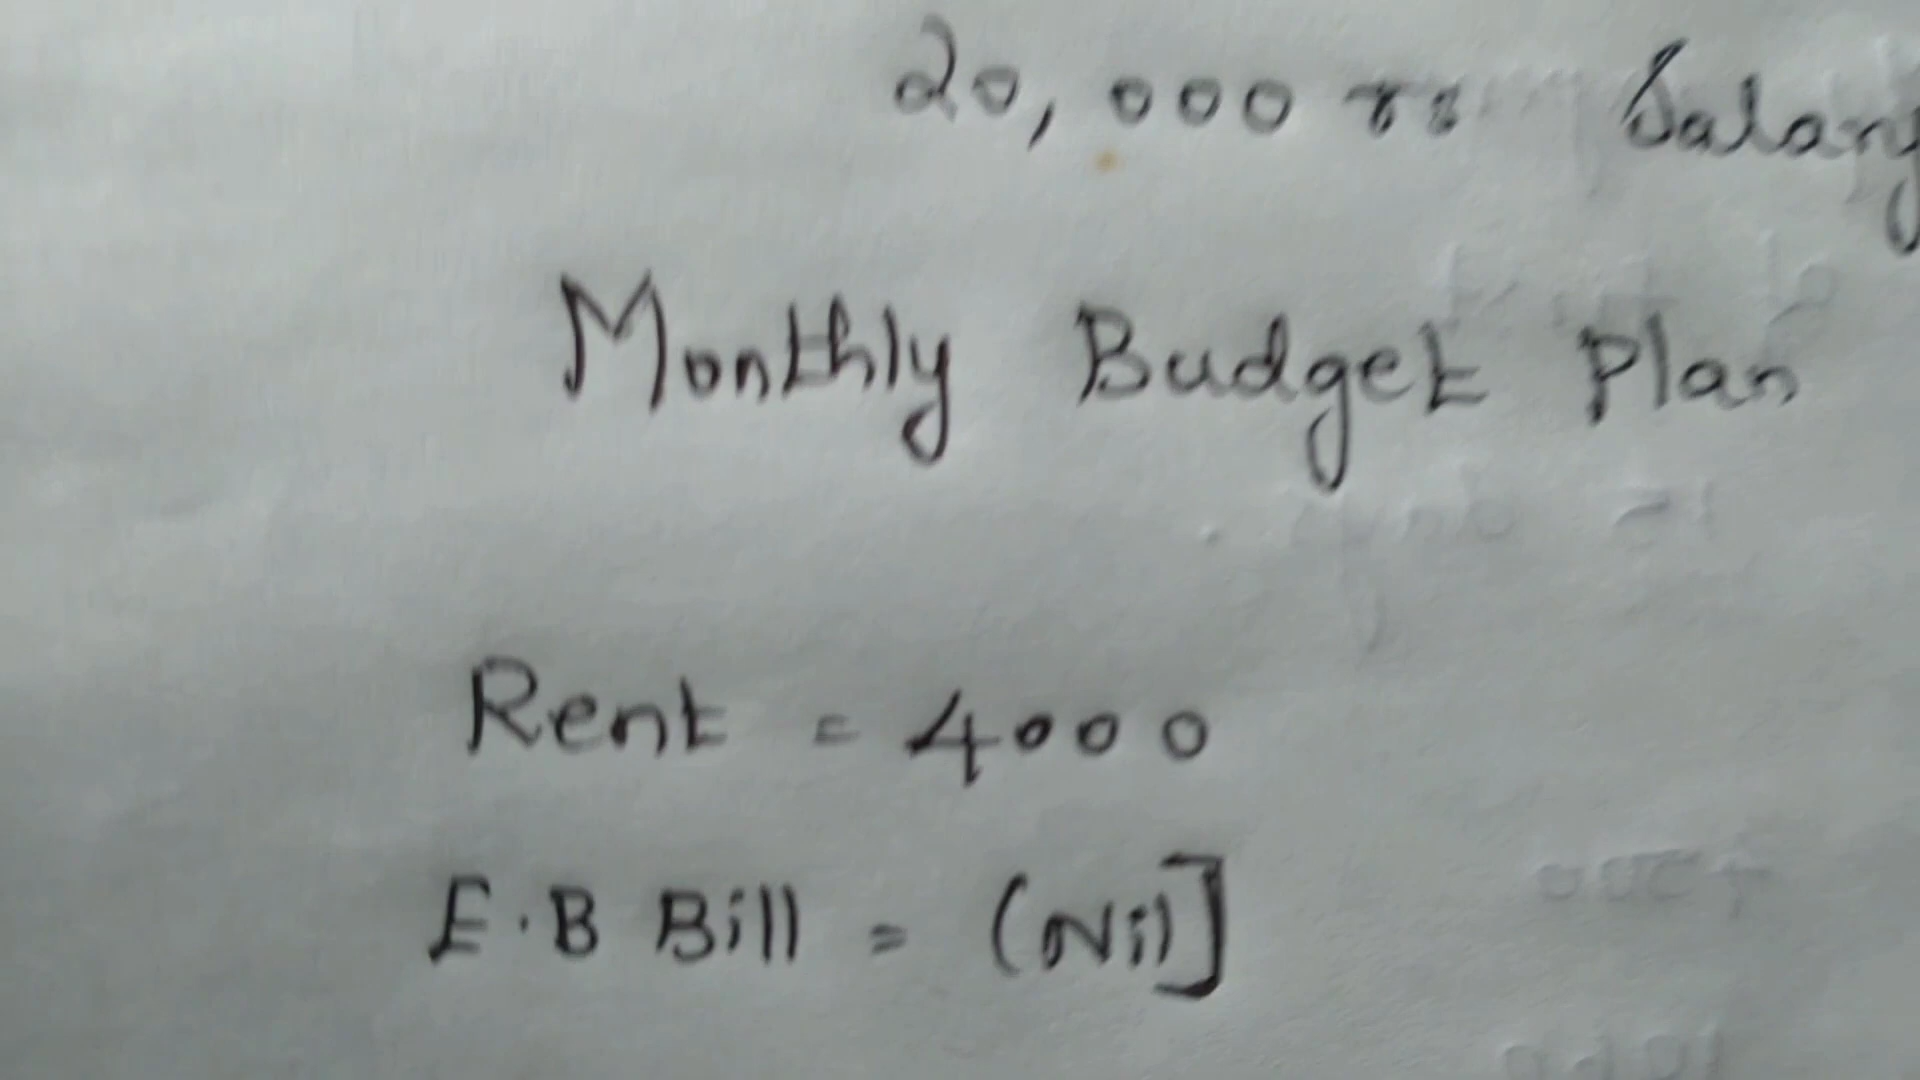 20,000 rs Salary
Monthly Budget Plan
Rent = 4000
E.B Bill = (Nil]